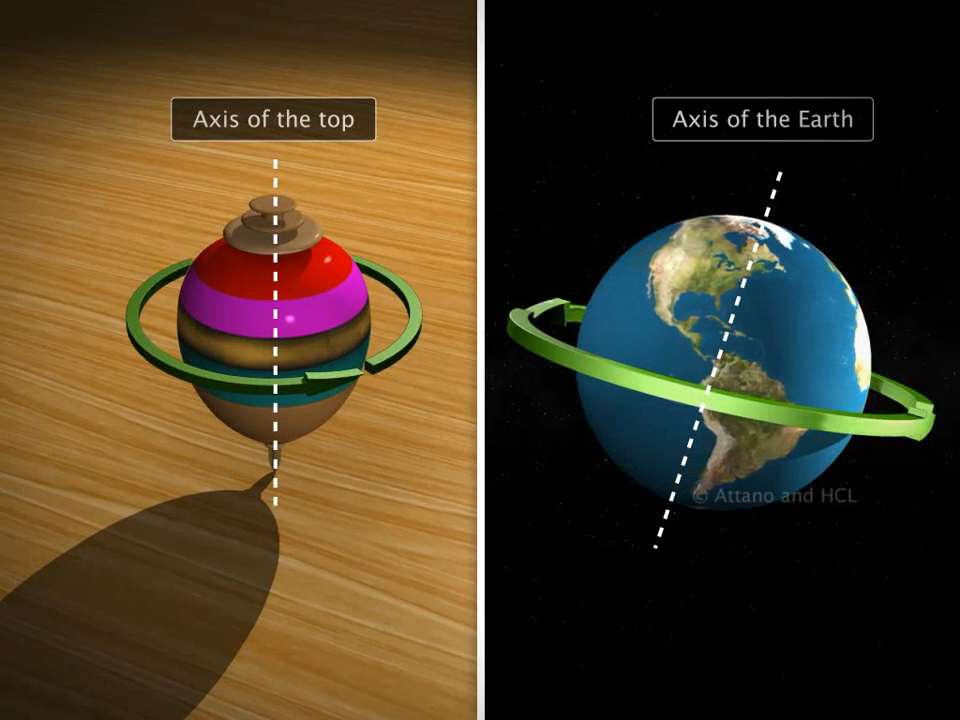 Axis of the top
Axis of the Earth
© Attano and HCL